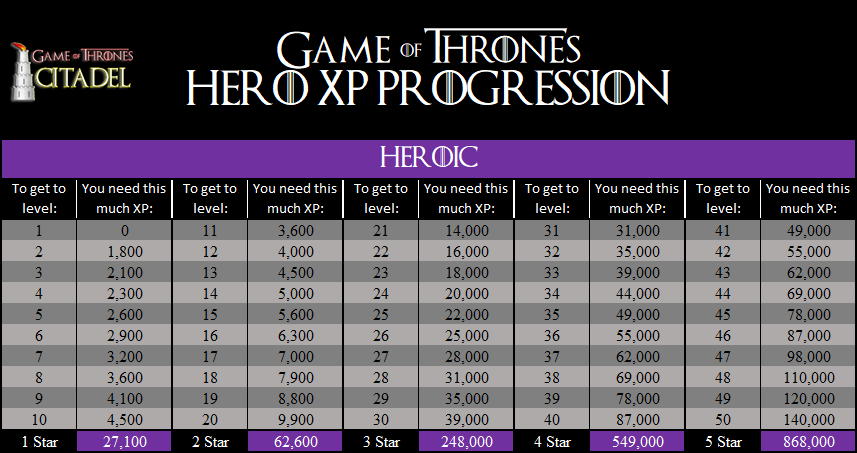 GAME OF THRONES
CITADEL
GAME OF THRONES
HERO XP PROGRESSION
HEROIC
To get to level: You need this much XP: To get to level: You need this much XP: To get to level: You need this much XP: To get to level: You need this much XP: To get to level: You need this much XP:
1 0 11 3,600 21 14,000 31 31,000 41 49,000
2 1,800 12 4,000 22 16,000 32 35,000 42 55,000
3 2,100 13 4,500 23 18,000 33 39,000 43 62,000
4 2,300 14 5,000 24 20,000 34 44,000 44 69,000
5 2,600 15 5,600 25 22,000 35 49,000 45 78,000
6 2,900 16 6,300 26 25,000 36 55,000 46 87,000
7 3,200 17 7,000 27 28,000 37 62,000 47 98,000
8 3,600 18 7,900 28 31,000 38 69,000 48 110,000
9 4,100 19 8,800 29 35,000 39 78,000 49 120,000
10 4,500 20 9,900 30 39,000 40 87,000 50 140,000
1 Star 27,100 2 Star 62,600 3 Star 248,000 4 Star 549,000 5 Star 868,000